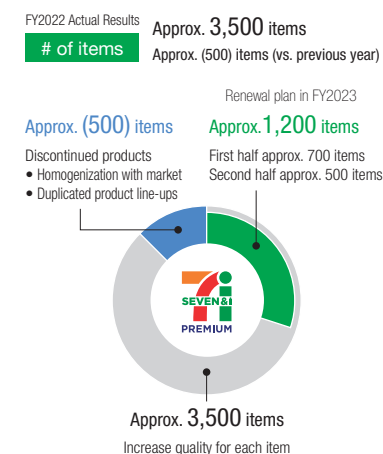 FY2022 Actual Results
# of items
Approx. 3,500 items
Approx. (500) items (vs. previous year)
Renewal plan in FY2023
Approx. (500) items
Discontinued products
• Homogenization with market
• Duplicated product line-ups
Approx.1,200 items
First half approx. 700 items
Second half approx. 500 items
7i
SEVEN&i
PREMIUM
Approx. 3,500 items
Increase quality for each item